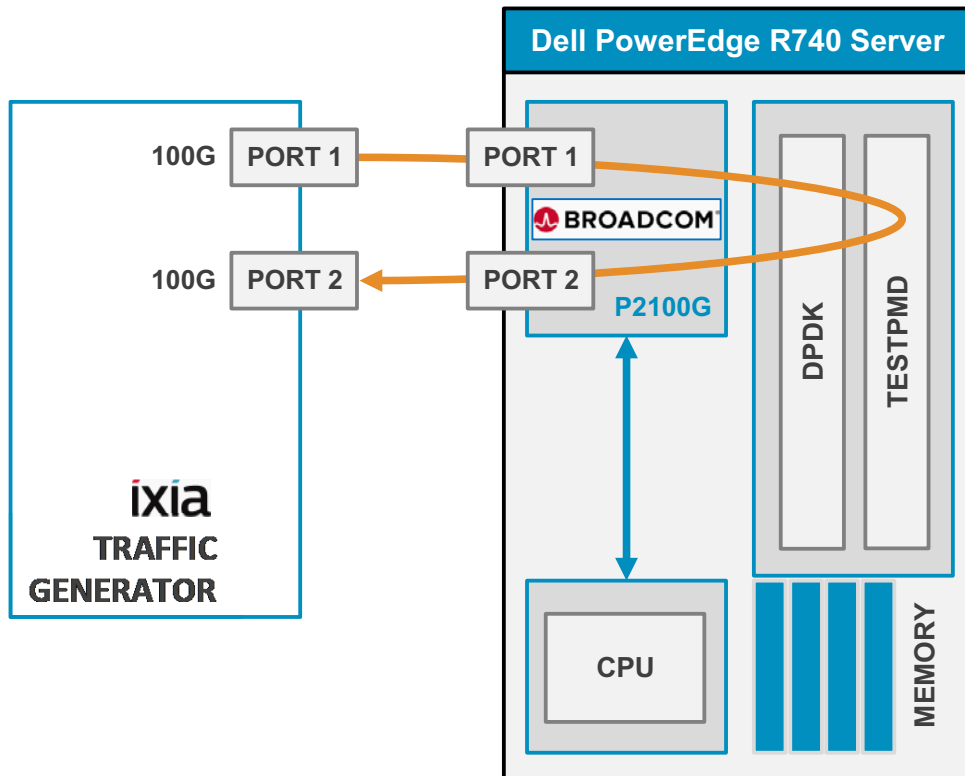 Dell PowerEdge R740 Server
100G
PORT 1
PORT 1
BROADCOM
100G
PORT 2
PORT 2
P2100G
DPDK
TESTPMD
ixia
TRAFFIC
GENERATOR
CPU
MEMORY